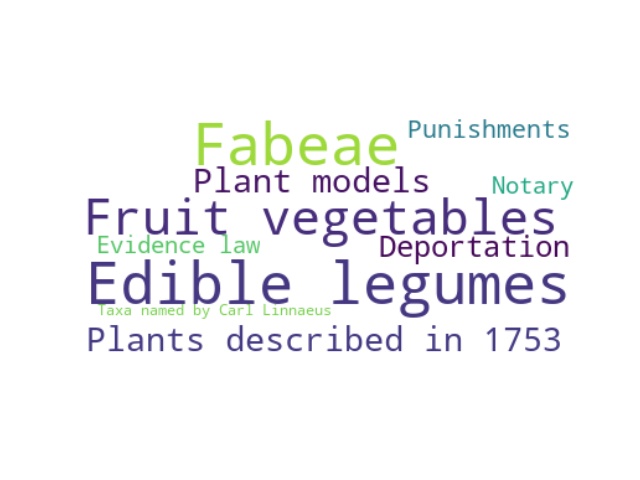 Fabeae
Punishments
Plant models
Notary
Fruit vegetables
Evidence law
Deportation
Edible legumes
Taxa named by Carl Linnaeus
Plants described in 1753